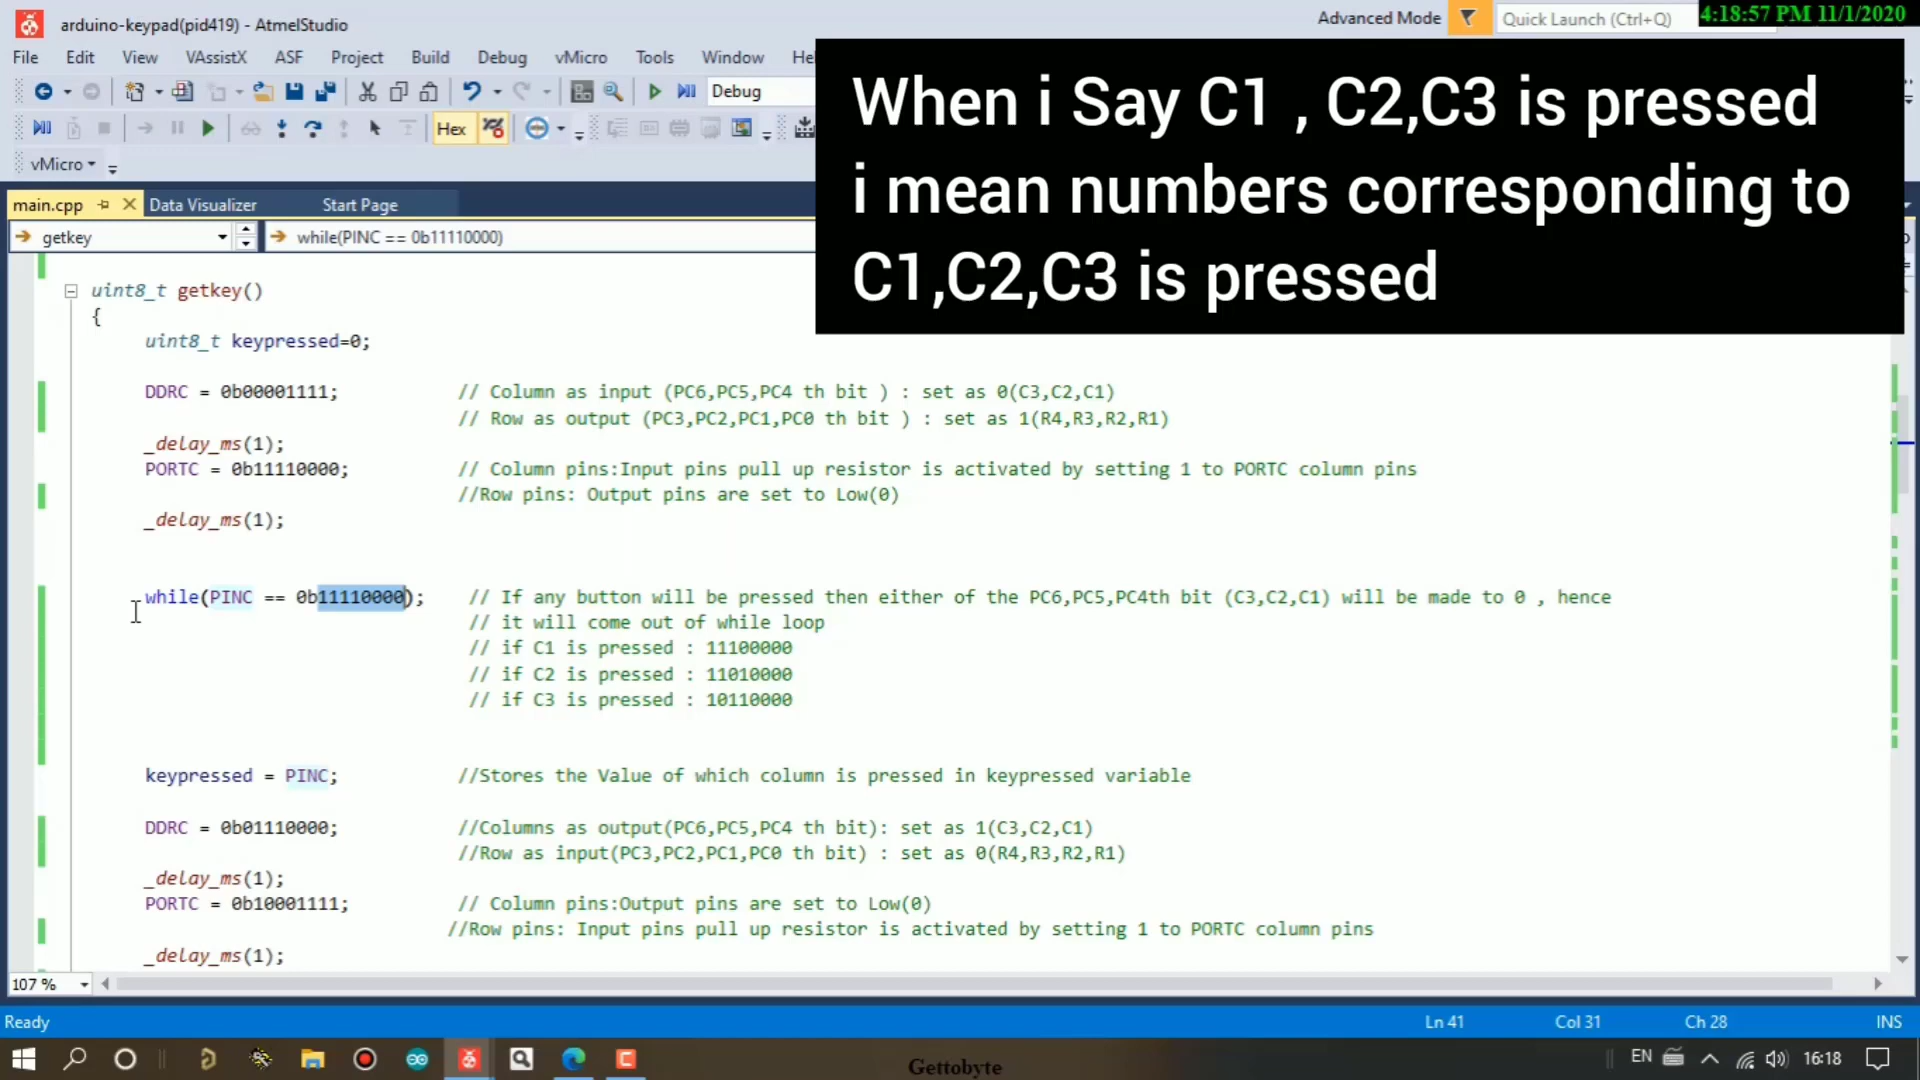 arduino-keypad(pid419) - AtmelStudio
Advanced Mode
Quick Launch (Ctrl+Q)
4:18:57 PM 11/1/2020
File Edit View VAssistX ASF Project Build Debug vMicro Tools Window He
Debug
Hex
vMicro
When i Say C1 , C2,C3 is pressed
i mean numbers corresponding to
C1,C2,C3 is pressed
main.cpp Data Visualizer Start Page
getkey while(PINC == 0b11110000)
uint8_t getkey()
{
uint8_t keypressed=0;
DDRC = 0b00001111; // Column as input (PC6,PC5,PC4 th bit ) : set as 0(C3,C2,C1)
// Row as output (PC3,PC2,PC1,PC0 th bit ) : set as 1(R4,R3,R2,R1)
_delay_ms(1);
PORTC = 0b11110000; // Column pins:Input pins pull up resistor is activated by setting 1 to PORTC column pins
//Row pins: Output pins are set to Low(0)
_delay_ms(1);
while(PINC == 0b11110000); // If any button will be pressed then either of the PC6,PC5,PC4th bit (C3,C2,C1) will be made to 0 , hence
// it will come out of while loop
// if C1 is pressed : 11100000
// if C2 is pressed : 11010000
// if C3 is pressed : 10110000
keypressed = PINC; //Stores the Value of which column is pressed in keypressed variable
DDRC = 0b01110000; //Columns as output(PC6,PC5,PC4 th bit): set as 1(C3,C2,C1)
//Row as input(PC3,PC2,PC1,PC0 th bit) : set as 0(R4,R3,R2,R1)
_delay_ms(1);
PORTC = 0b10001111; // Column pins:Output pins are set to Low(0)
//Row pins: Input pins pull up resistor is activated by setting 1 to PORTC column pins
_delay_ms(1);
107 %
Ready Ln 41 Col 31 Ch 28 INS
Gettobyte
EN 16:18